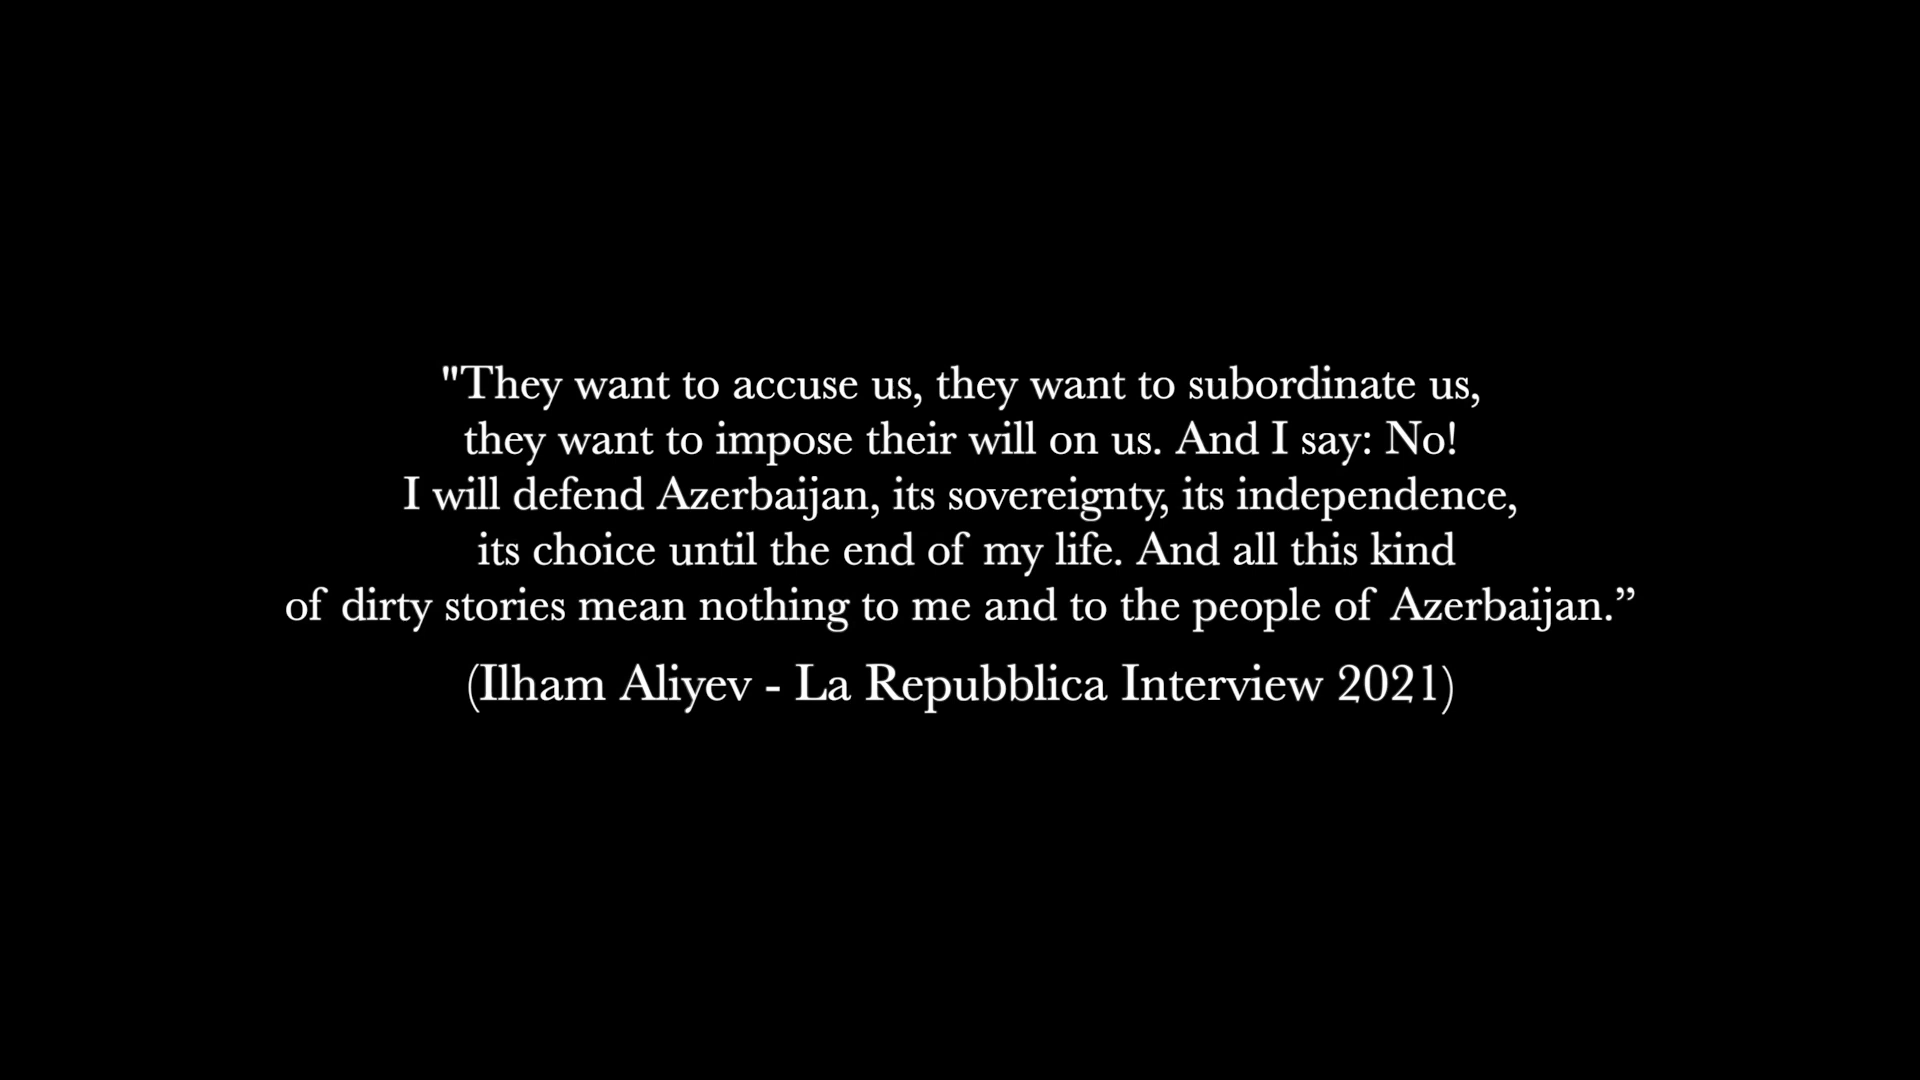 "They want to accuse us, they want to subordinate us,
they want to impose their will on us. And I say: No!
I will defend Azerbaijan, its sovereignty, its independence,
its choice until the end of my life. And all this kind
of dirty stories mean nothing to me and to the people of Azerbaijan.”
(Ilham Aliyev - La Repubblica Interview 2021)